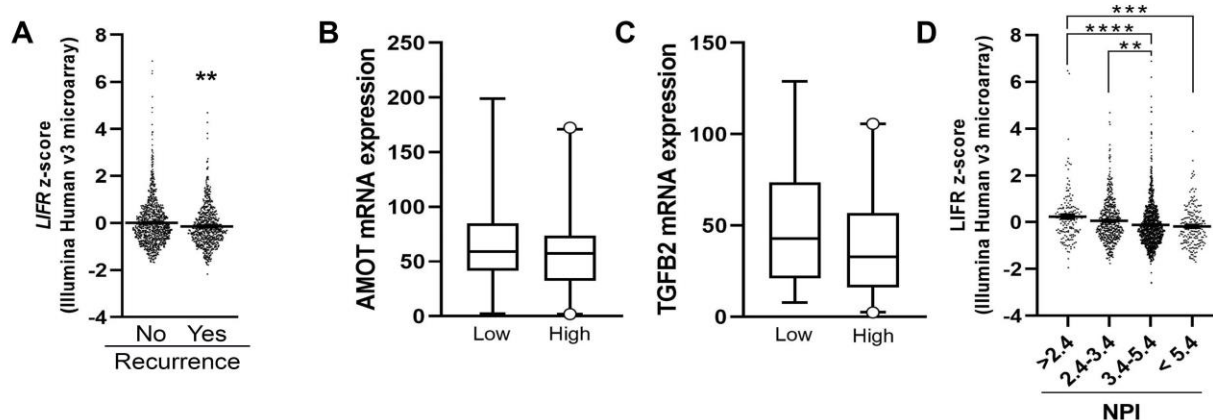 A
LIFR z-score
(Illumina Human v3 microarray)
8
6
4
2
0
-2
-4
**
No Yes
Recurrence
B
AMOT mRNA expression
250
200
150
100
50
0
Low High
C
TGFB2 mRNA expression
150
100
50
0
Low High
D
LIFR z-score
(Illumina Human v3 microarray)
8
6
4
2
0
-2
-4
***
****
**
>2.4
2.4-3.4
3.4-5.4
< 5.4
NPI